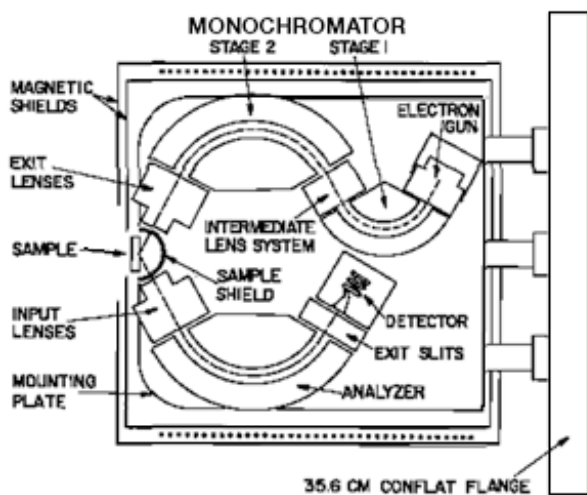 MONOCHROMATOR
STAGE 2
STAGE 1
MAGNETIC
SHIELDS
ELECTRON
GUN
EXIT
LENSES
INTERMEDIATE
LENS SYSTEM
SAMPLE
SAMPLE
SHIELD
INPUT
LENSES
DETECTOR
EXIT SLITS
MOUNTING
PLATE
ANALYZER
35.6 CM CONFLAT FLANGE